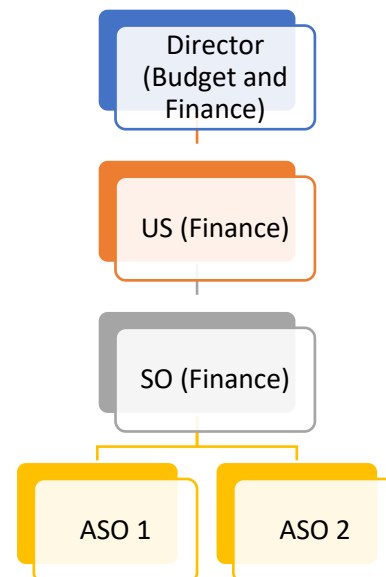 Director
(Budget and
Finance)
US (Finance)
SO (Finance)
ASO 1
ASO 2